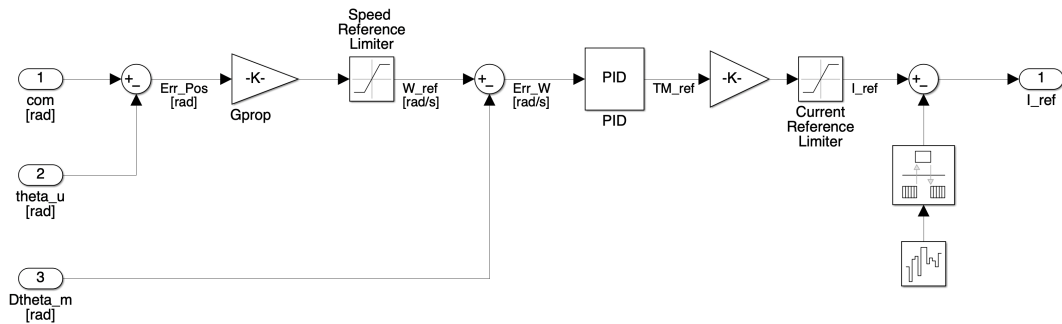 Speed
Reference
Limiter
1
com
[rad]
+
−
Err_Pos
[rad]
-K-
Gprop
W_ref
[rad/s]
+
−
Err_W
[rad/s]
PID
PID
TM_ref
-K-
Current
Reference
Limiter
I_ref
+
−
1
I_ref
2
theta_u
[rad]
3
Dtheta_m
[rad]